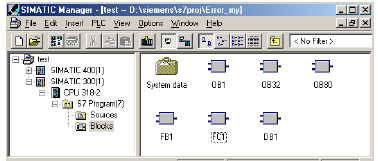 SIMATIC Manager - [test -- D:\siemens\s7proj\Error_my]
File Edit Insert PLC View Options Window Help
< No Filter >
test
SIMATIC 400(1)
SIMATIC 300(1)
CPU 318-2
S7 Program(7)
Sources
Blocks
System data OB1 OB32 OB80
FB1 FC1 DB1